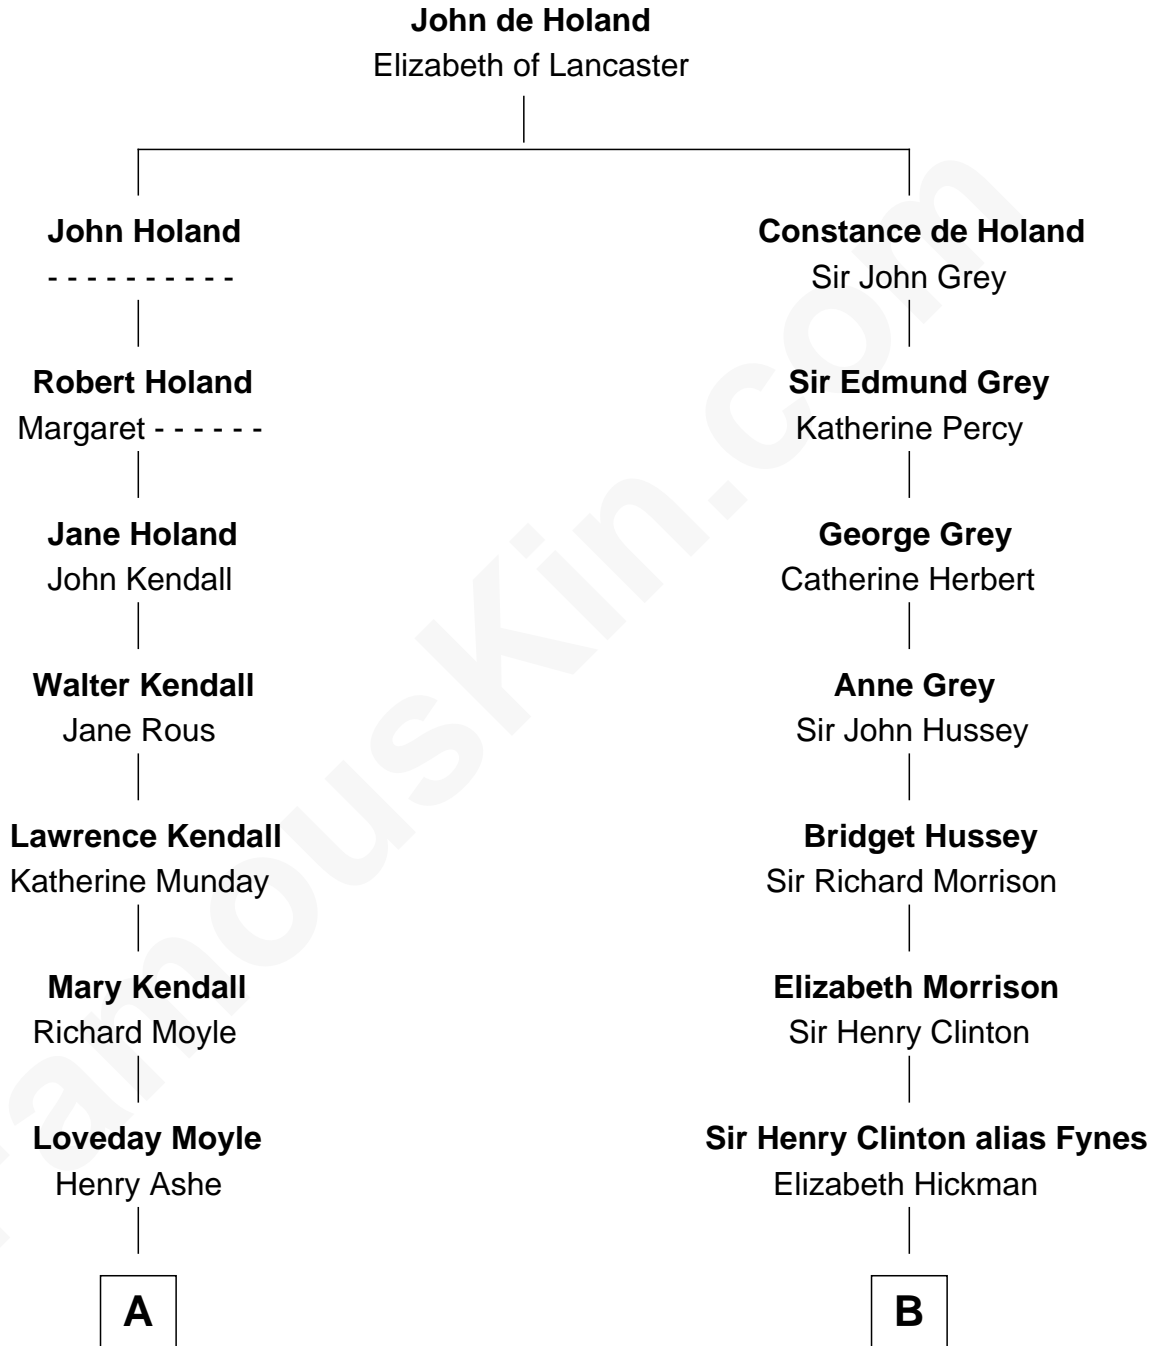 John de Holand
Elizabeth of Lancaster
John Holand
- - - - - - - - - -
Robert Holand
Margaret - - - - - -
Jane Holand
John Kendall
Walter Kendall
Jane Rous
Lawrence Kendall
Katherine Munday
Mary Kendall
Richard Moyle
Loveday Moyle
Henry Ashe
A
Constance de Holand
Sir John Grey
Sir Edmund Grey
Katherine Percy
George Grey
Catherine Herbert
Anne Grey
Sir John Hussey
Bridget Hussey
Sir Richard Morrison
Elizabeth Morrison
Sir Henry Clinton
Sir Henry Clinton alias Fynes
Elizabeth Hickman
B
FamousKin.com